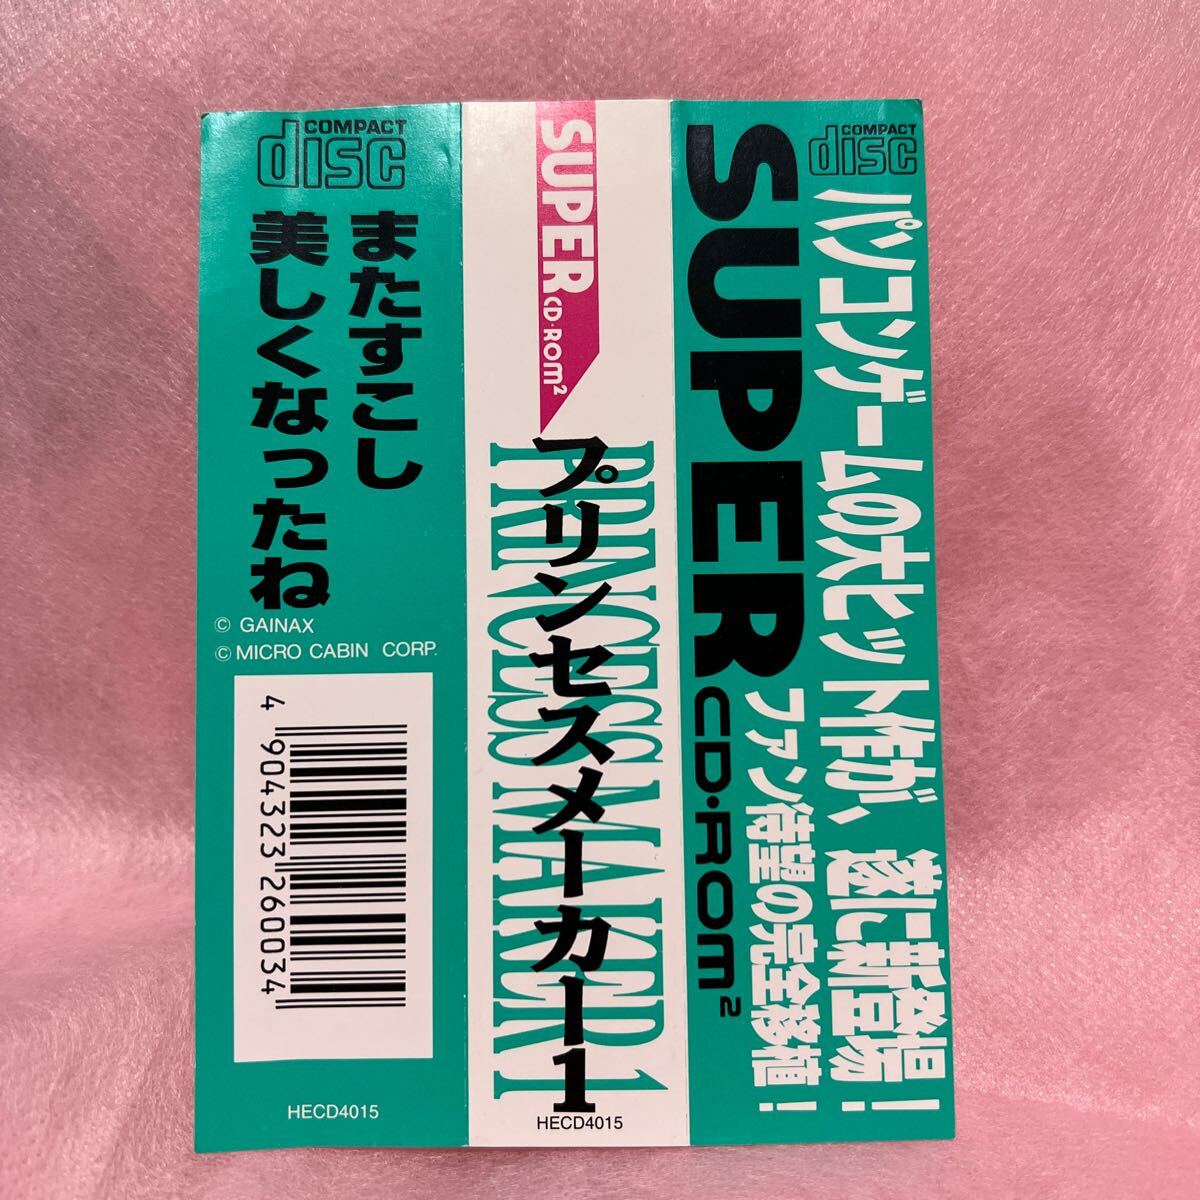 COMPACT
disc
またすこし
美しくなったね
© GAINAX
© MICRO CABIN CORP.
4 904323 260034
HECD4015
SUPER
CD·ROM²
プリンセスメーカー1
PRINCESS MAKER 1
HECD4015
SUPER
CD·ROM²
COMPACT
disc
パソコンゲームの大ヒット作が、遂に新登場!
ファン待望の完全移植!